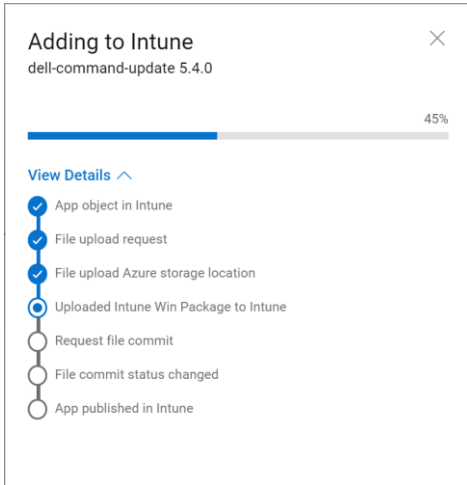 Adding to Intune
dell-command-update 5.4.0
45%
View Details
App object in Intune
File upload request
File upload Azure storage location
Uploaded Intune Win Package to Intune
Request file commit
File commit status changed
App published in Intune